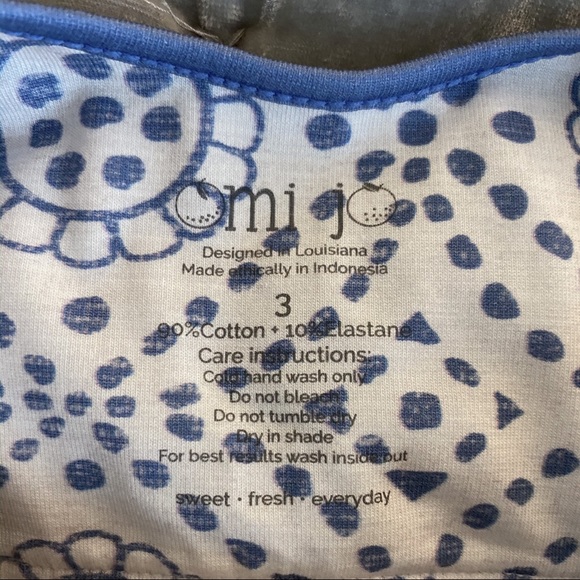 omi jo
Designed in Louisiana
Made ethically in Indonesia
3
90%Cotton + 10%Elastane
Care instructions:
Cold hand wash only
Do not bleach
Do not tumble dry
Dry in shade
For best results wash inside out
sweet · fresh · everyday